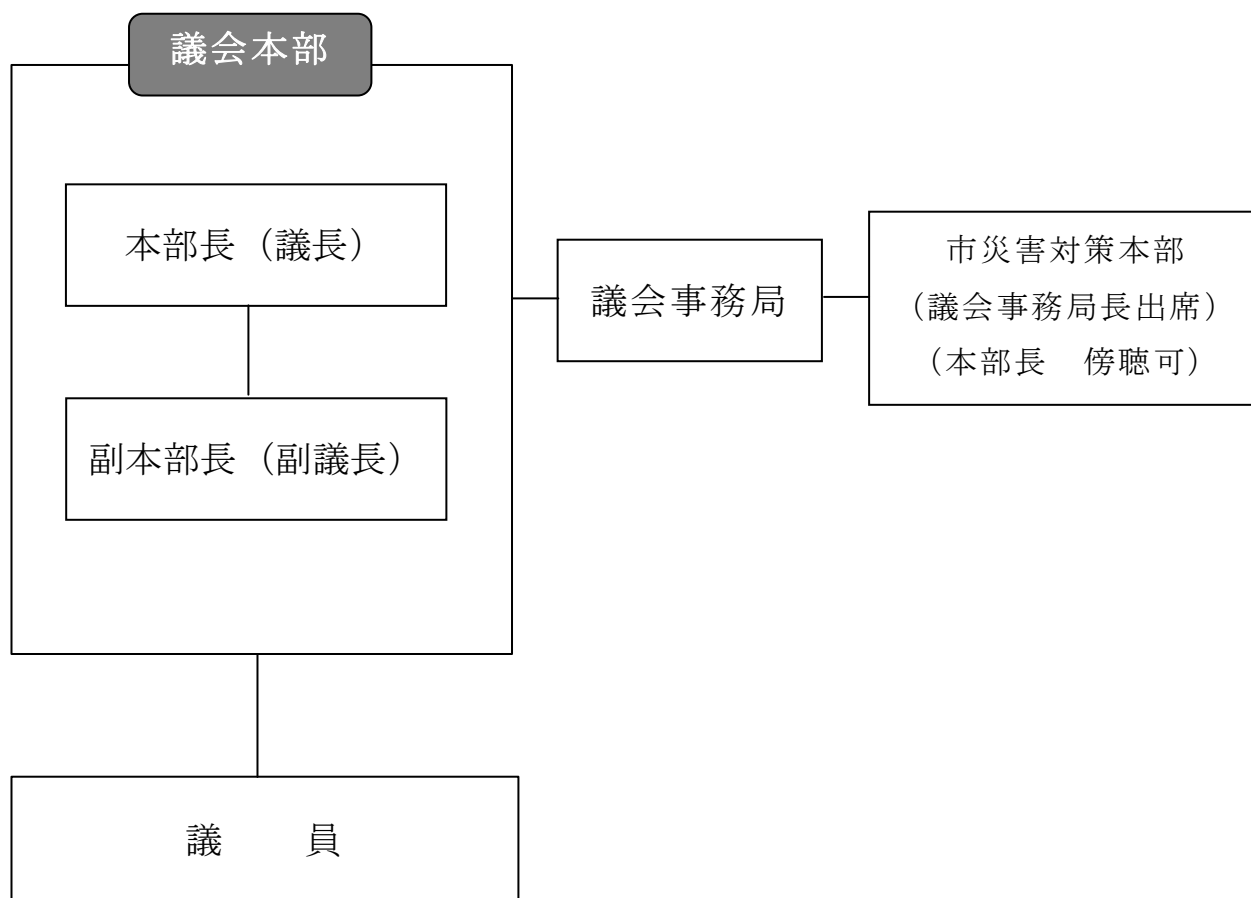 議会本部
本部長（議長）
副本部長（副議長）
議会事務局
市災害対策本部
（議会事務局長出席）
（本部長　傍聴可）
議　　員